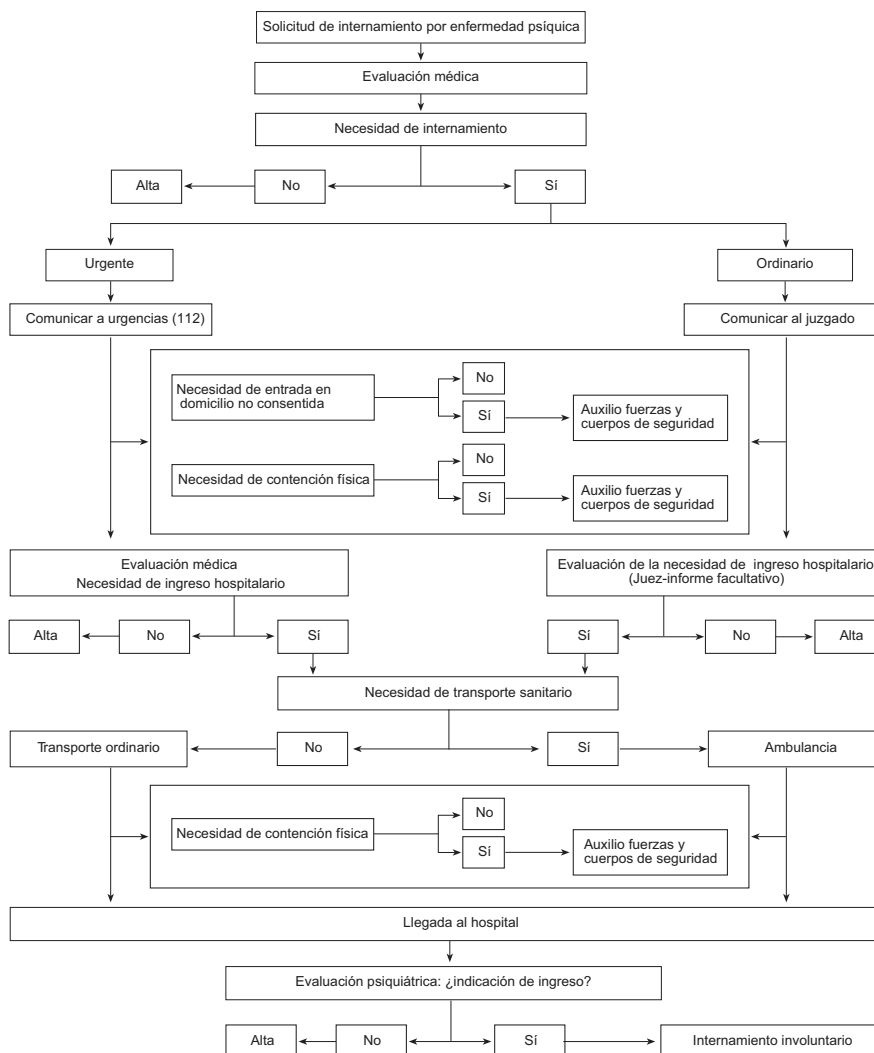 Solicitud de internamiento por enfermedad psíquica
Evaluación médica
Necesidad de internamiento
Alta
No
Sí
Urgente
Ordinario
Comunicar a urgencias (112)
Comunicar al juzgado
Necesidad de entrada en
domicilio no consentida
No
Sí
Auxilio fuerzas y
cuerpos de seguridad
Necesidad de contención física
No
Sí
Auxilio fuerzas y
cuerpos de seguridad
Evaluación médica
Necesidad de ingreso hospitalario
Evaluación de la necesidad de ingreso hospitalario
(Juez-informe facultativo)
Alta
No
Sí
Sí
No
Alta
Necesidad de transporte sanitario
Transporte ordinario
No
Sí
Ambulancia
Necesidad de contención física
No
Sí
Auxilio fuerzas y
cuerpos de seguridad
Llegada al hospital
Evaluación psiquiátrica: ¿indicación de ingreso?
Alta
No
Sí
Internamiento involuntario